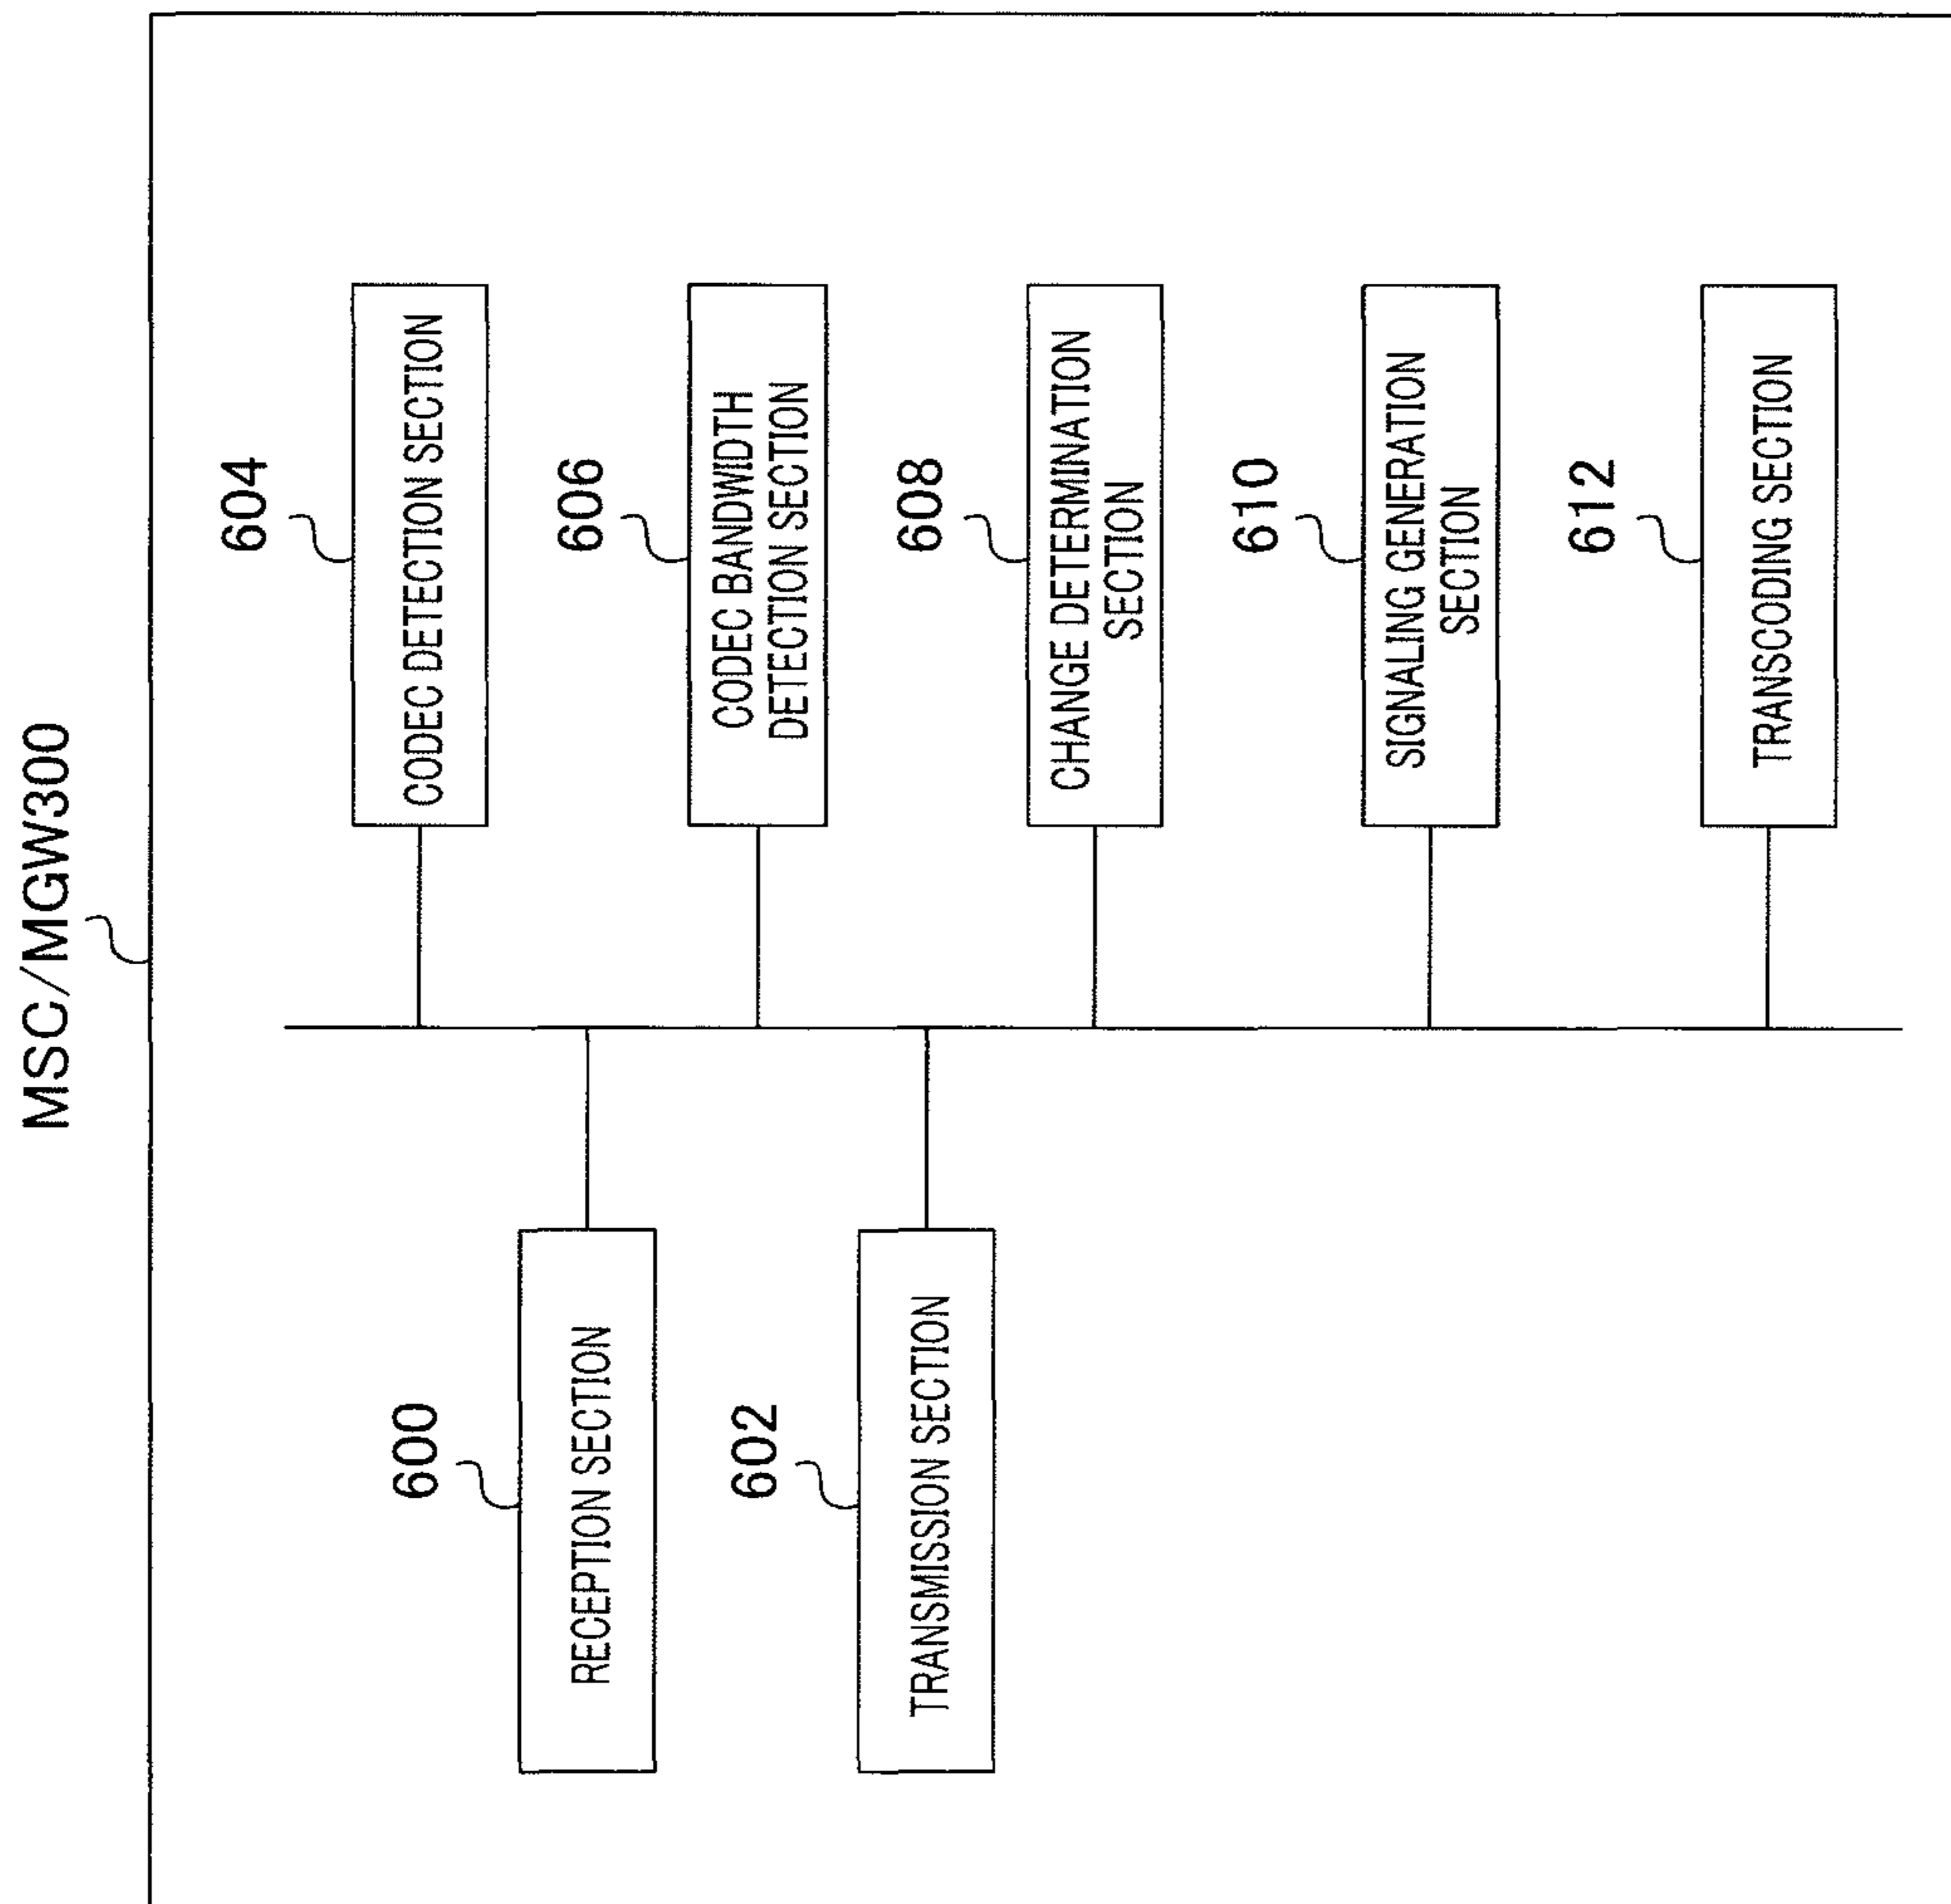 MSC/MGW300
600
RECEPTION SECTION
602
TRANSMISSION SECTION
604
CODEC DETECTION SECTION
606
CODEC BANDWIDTH
DETECTION SECTION
608
CHANGE DETERMINATION
SECTION
610
SIGNALING GENERATION
SECTION
612
TRANSCODING SECTION